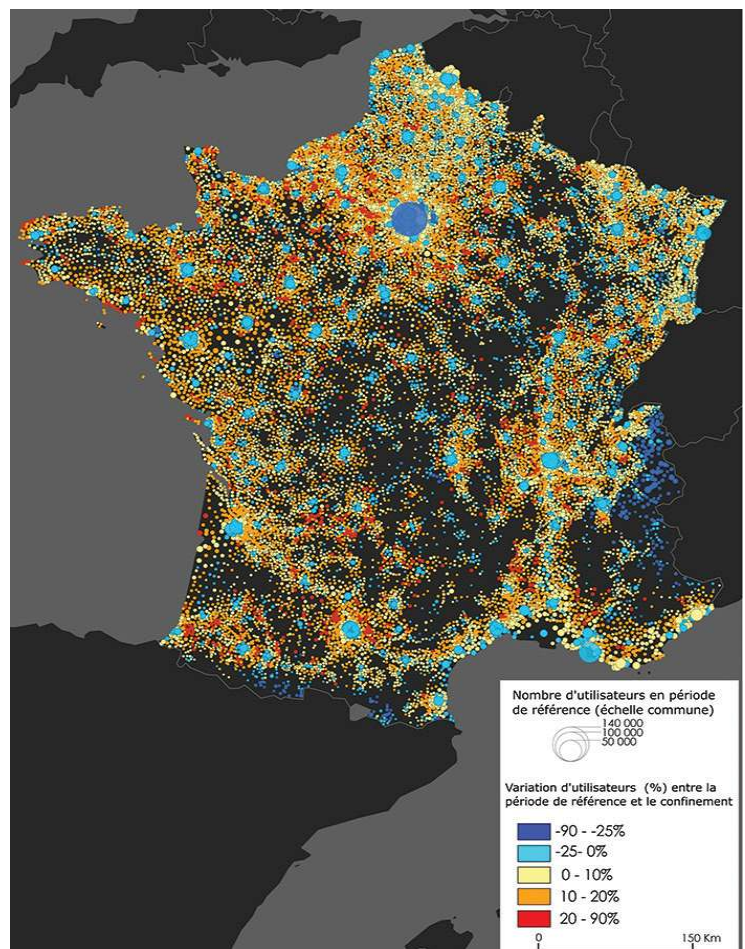 Nombre d'utilisateurs en période
de référence (échelle commune)
140 000
100 000
50 000
Variation d'utilisateurs (%) entre la
période de référence et le confinement
-90 - -25%
-25- 0%
0 - 10%
10 - 20%
20 - 90%
0 150 Km